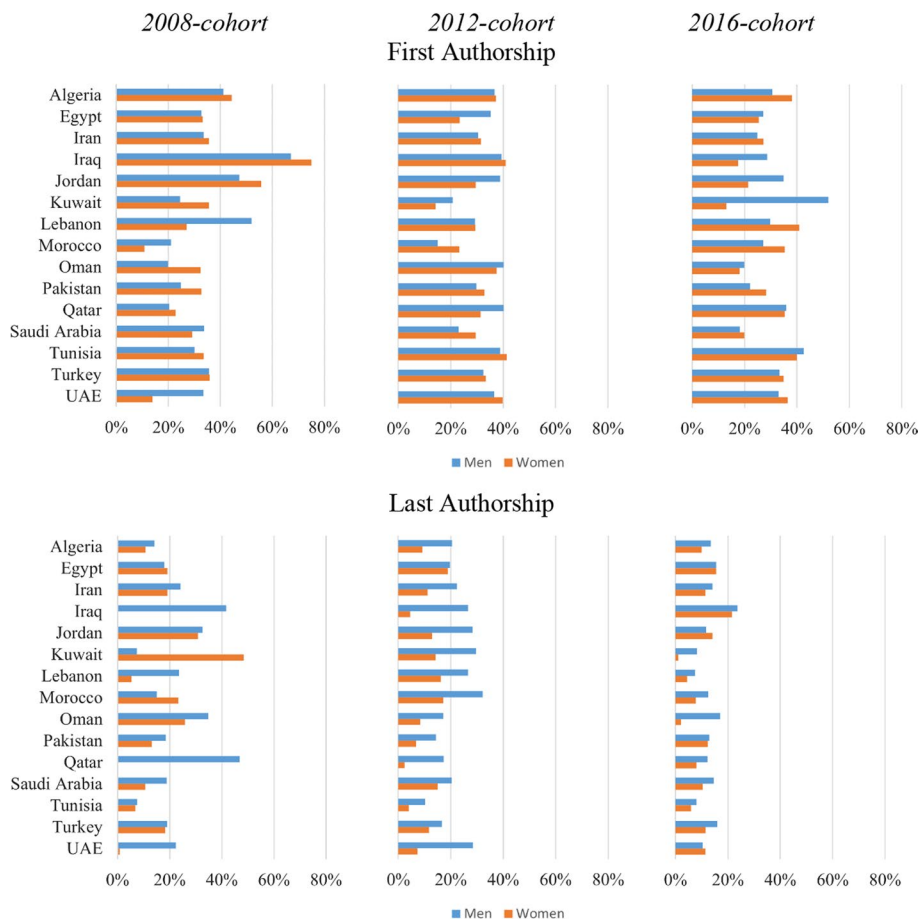 2008-cohort 2012-cohort 2016-cohort
First Authorship
Algeria
Egypt
Iran
Iraq
Jordan
Kuwait
Lebanon
Morocco
Oman
Pakistan
Qatar
Saudi Arabia
Tunisia
Turkey
UAE
0% 20% 40% 60% 80% 0% 20% 40% 60% 80% 0% 20% 40% 60% 80%
Men Women
Last Authorship
Algeria
Egypt
Iran
Iraq
Jordan
Kuwait
Lebanon
Morocco
Oman
Pakistan
Qatar
Saudi Arabia
Tunisia
Turkey
UAE
0% 20% 40% 60% 80% 0% 20% 40% 60% 80% 0% 20% 40% 60% 80%
Men Women